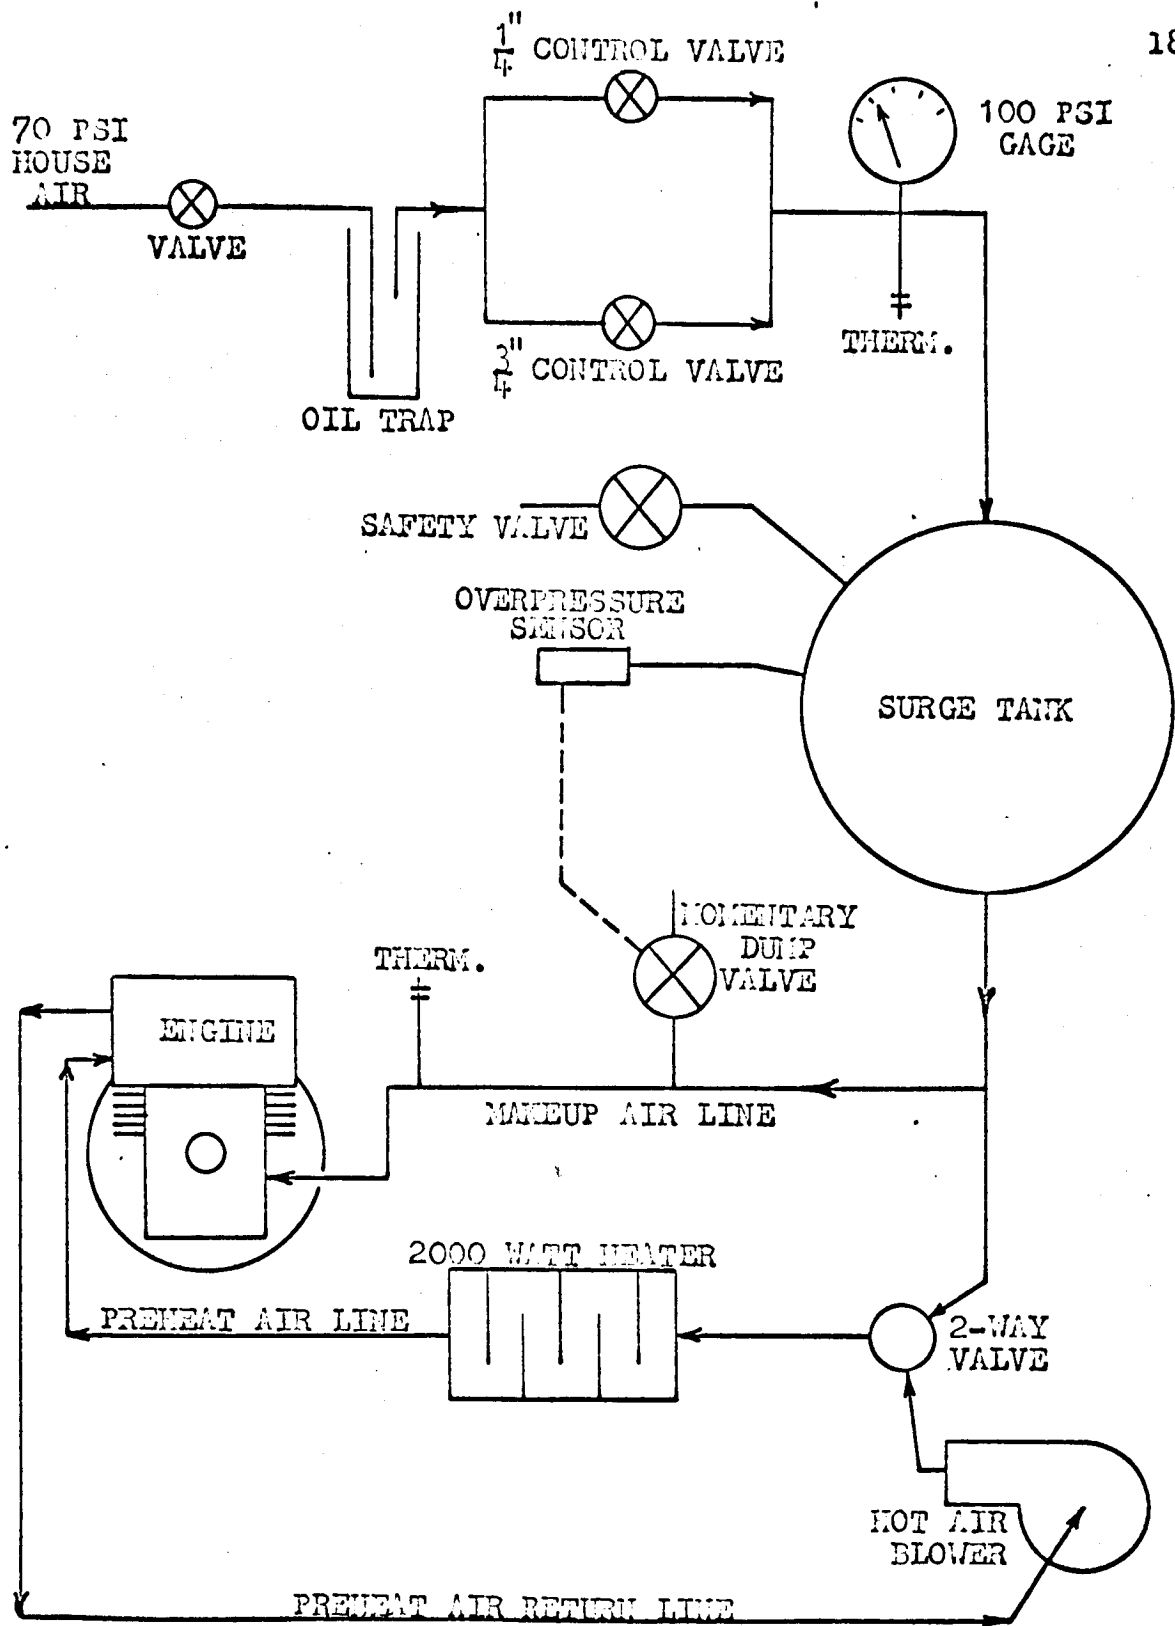 18
1/4" CONTROL VALVE
70 PSI
HOUSE
AIR
100 PSI
GAGE
VALVE
THERM.
3/4" CONTROL VALVE
OIL TRAP
SAFETY VALVE
OVERPRESSURE
SENSOR
SURGE TANK
MOMENTARY
DUMP
VALVE
THERM.
ENGINE
MAKEUP AIR LINE
2000 WATT HEATER
PREHEAT AIR LINE
2-WAY
VALVE
HOT AIR
BLOWER
PREHEAT AIR RETURN LINE